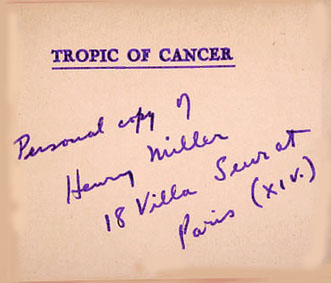 TROPIC OF CANCER
Personal copy of
Henry Miller
18 Villa Seurat
Paris (XIV.)